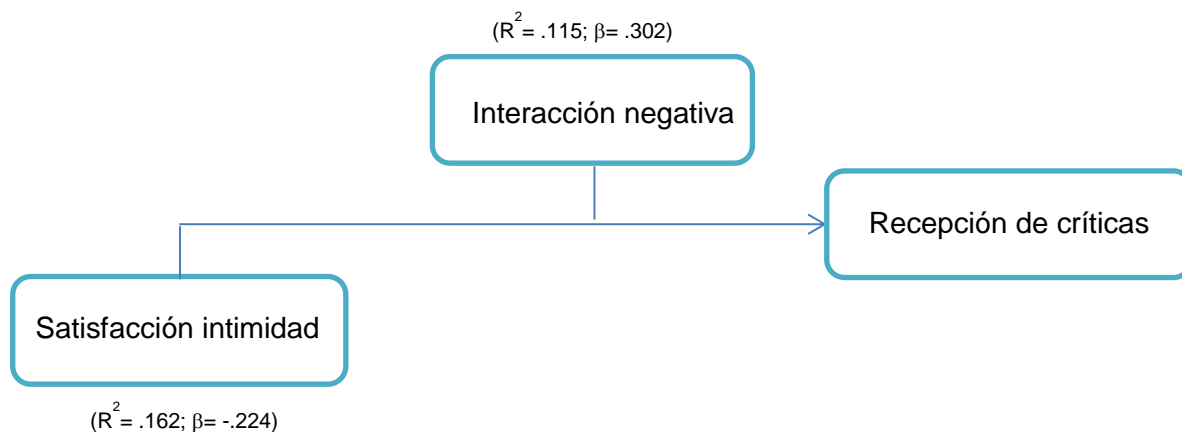 (R²= .115; β= .302)
Interacción negativa
Recepción de críticas
Satisfacción intimidad
(R²= .162; β= -.224)